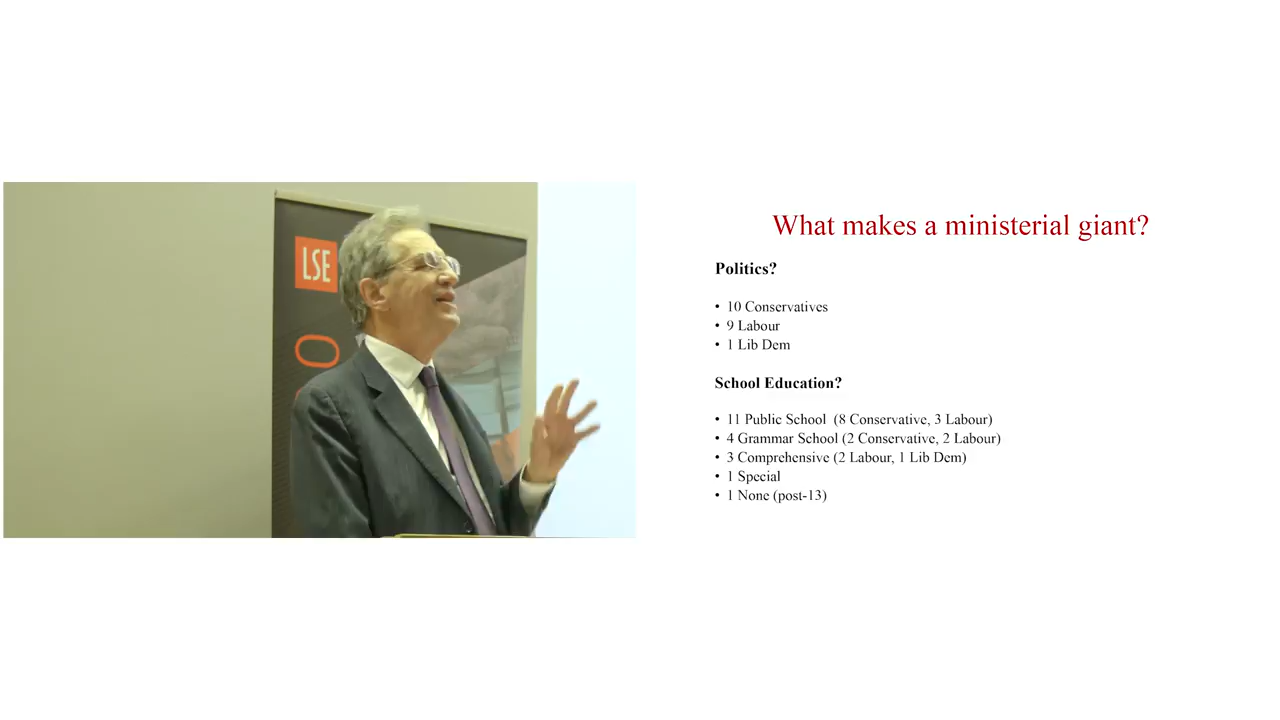 LSE
O
What makes a ministerial giant?
Politics?
• 10 Conservatives
• 9 Labour
• 1 Lib Dem
School Education?
• 11 Public School (8 Conservative, 3 Labour)
• 4 Grammar School (2 Conservative, 2 Labour)
• 3 Comprehensive (2 Labour, 1 Lib Dem)
• 1 Special
• 1 None (post-13)